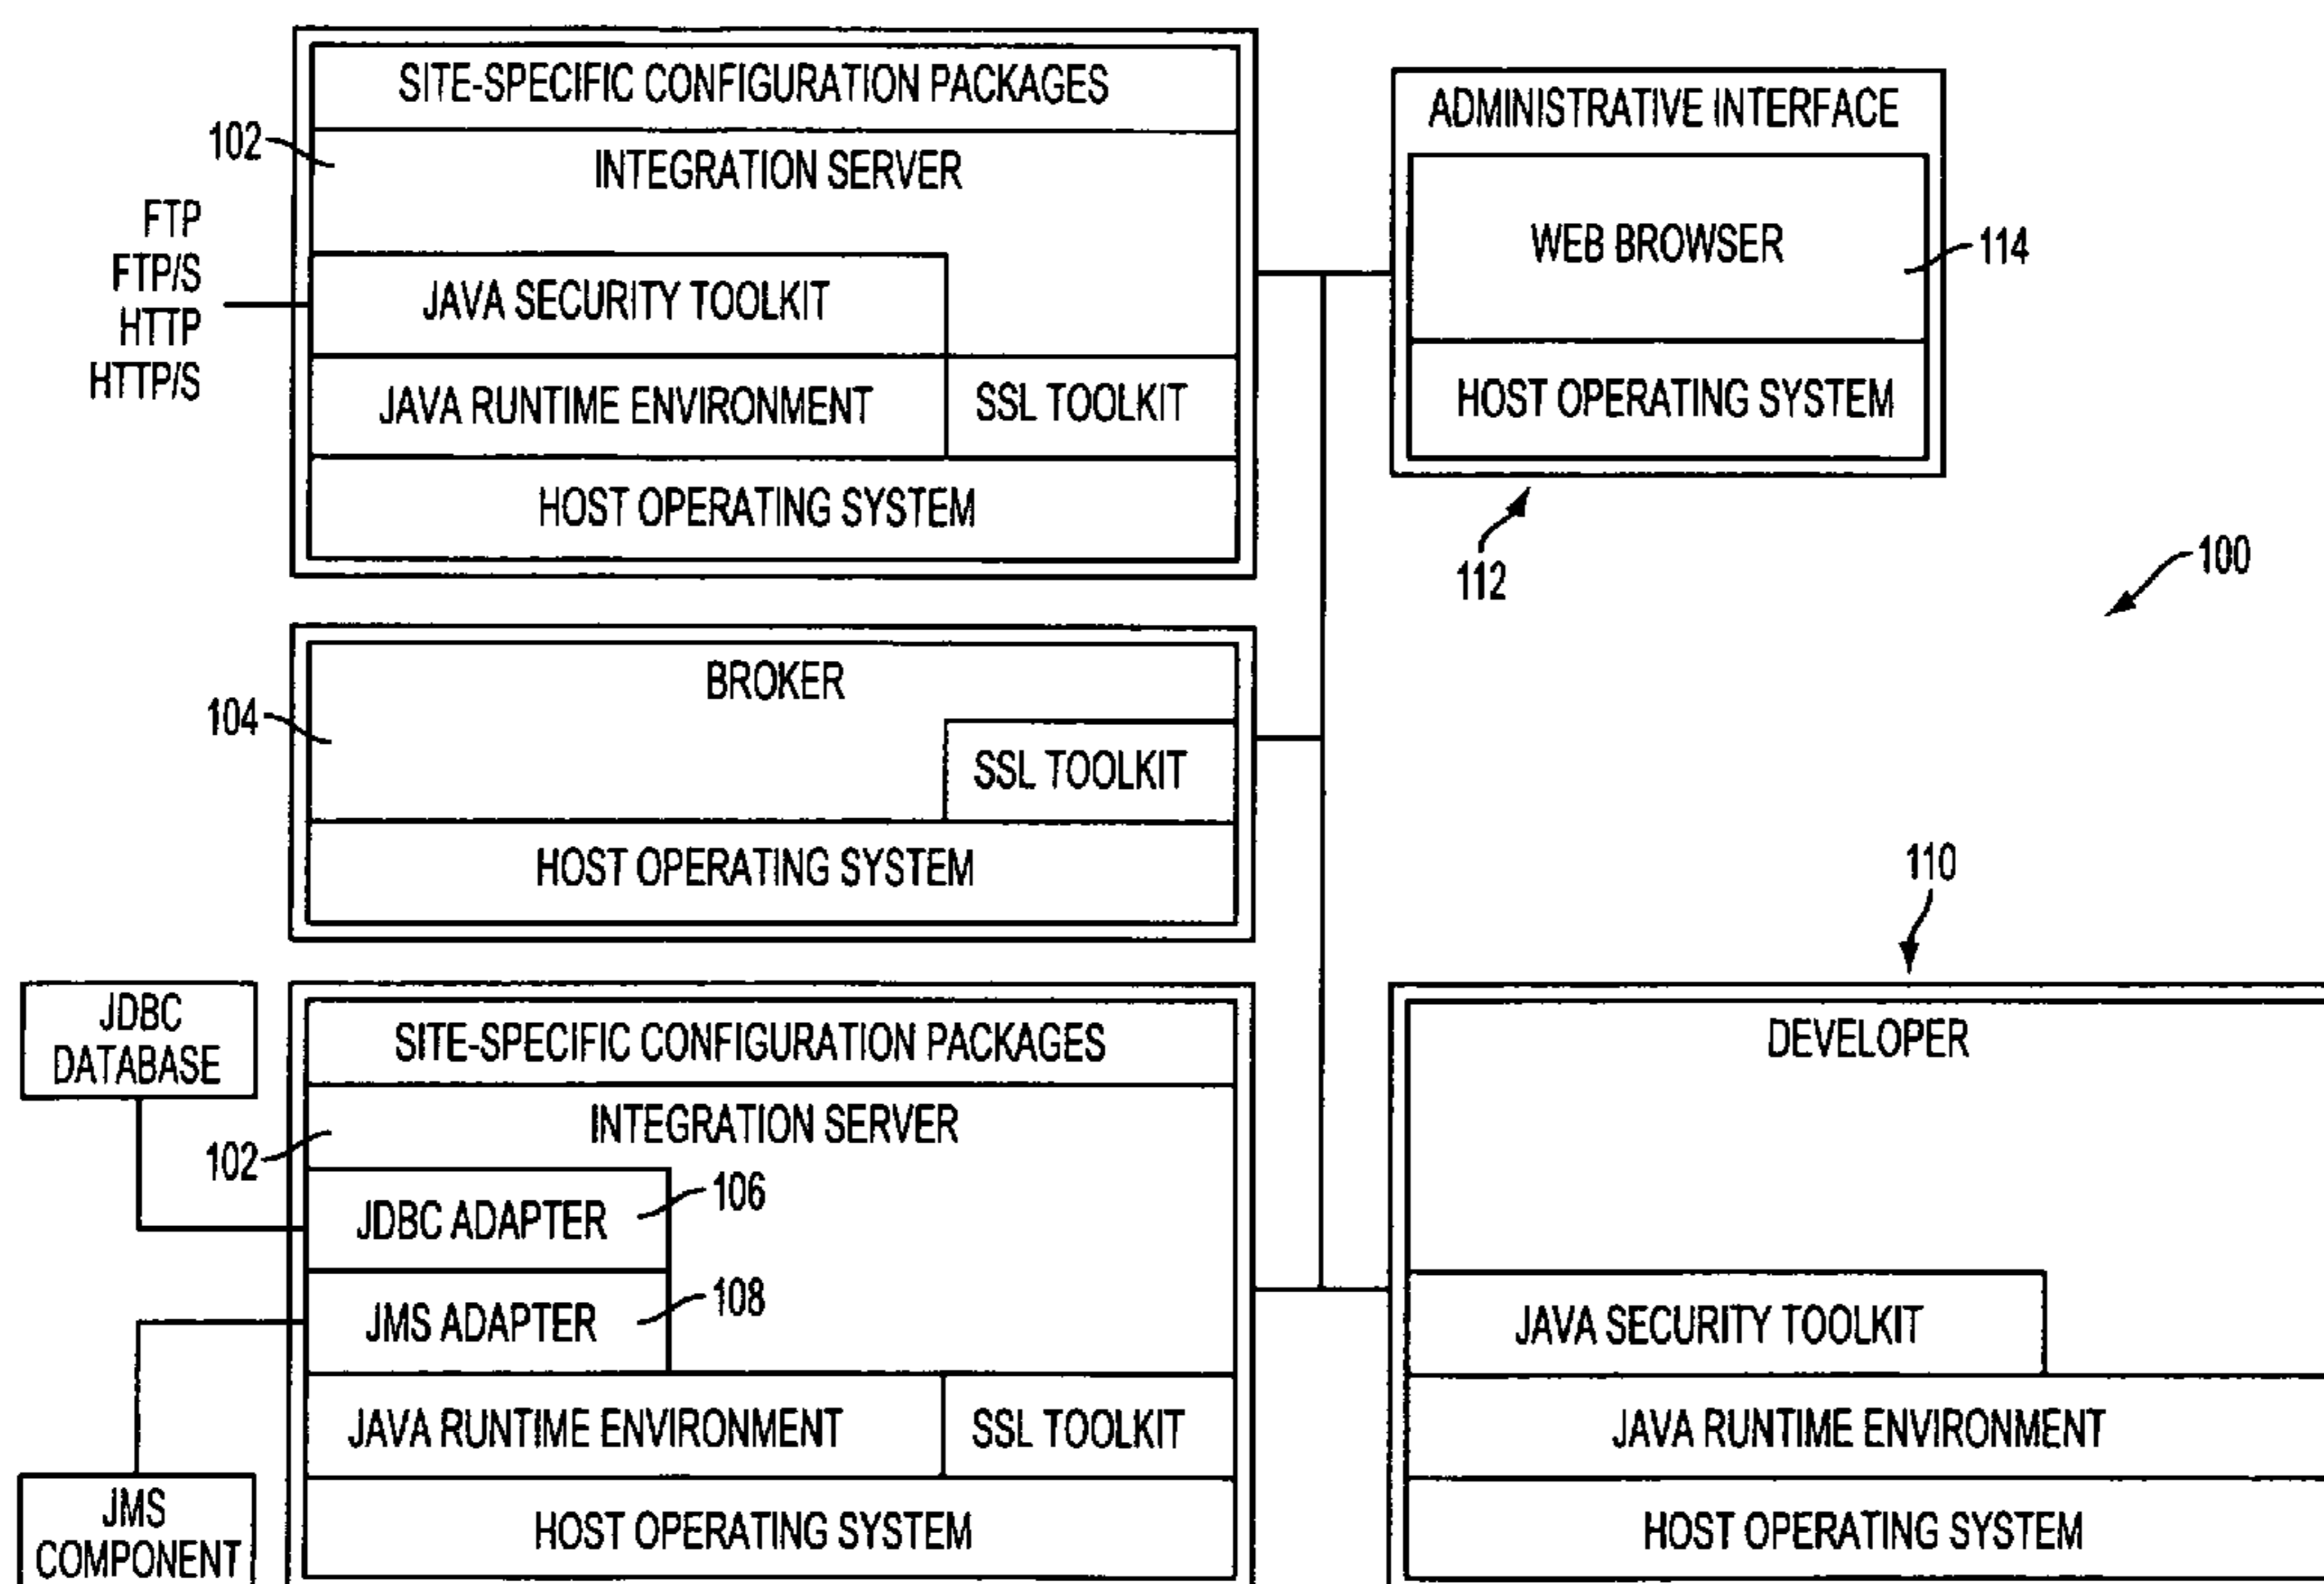 SITE-SPECIFIC CONFIGURATION PACKAGES
102
INTEGRATION SERVER
FTP
FTP/S
HTTP
HTTP/S
JAVA SECURITY TOOLKIT
JAVA RUNTIME ENVIRONMENT
SSL TOOLKIT
HOST OPERATING SYSTEM
ADMINISTRATIVE INTERFACE
WEB BROWSER
114
HOST OPERATING SYSTEM
112
100
BROKER
104
SSL TOOLKIT
HOST OPERATING SYSTEM
110
JDBC
DATABASE
SITE-SPECIFIC CONFIGURATION PACKAGES
INTEGRATION SERVER
102
JDBC ADAPTER
106
JMS ADAPTER
108
JAVA RUNTIME ENVIRONMENT
SSL TOOLKIT
HOST OPERATING SYSTEM
JMS
COMPONENT
DEVELOPER
JAVA SECURITY TOOLKIT
JAVA RUNTIME ENVIRONMENT
HOST OPERATING SYSTEM